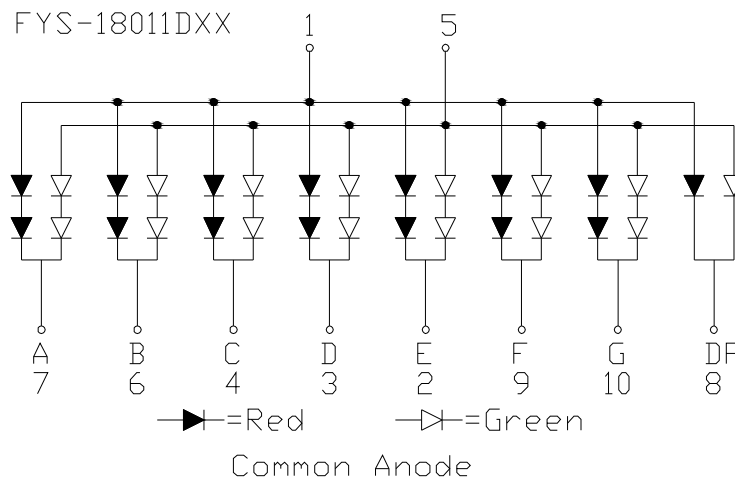 FYS-18011DXX 1 5
A B C D E F G DP
7 6 4 3 2 9 10 8
=Red =Green
Common Anode